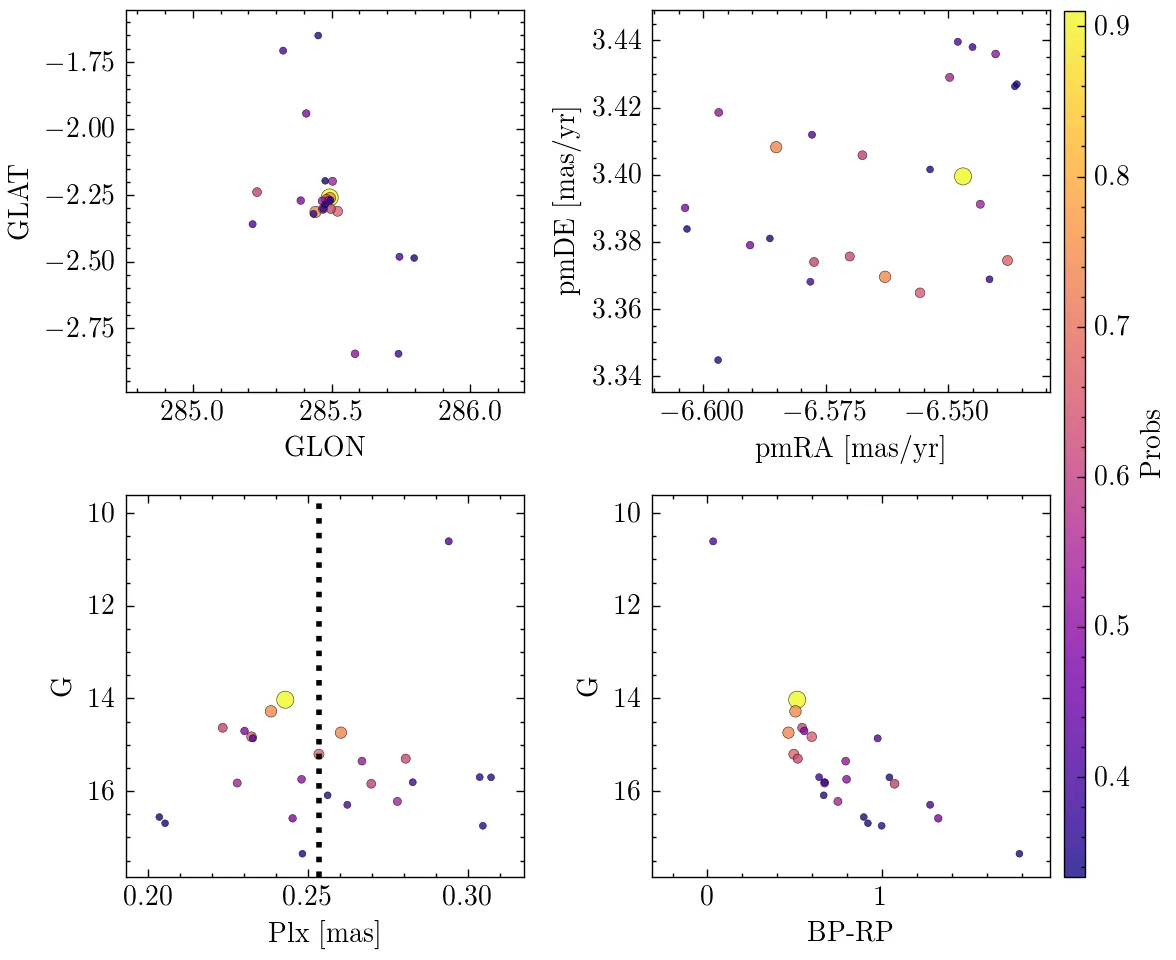 −1.75
−2.00
−2.25
−2.50
−2.75
GLAT
285.0 285.5 286.0
GLON
3.44
3.42
3.40
3.38
3.36
3.34
pmDE [mas/yr]
−6.600 −6.575 −6.550
pmRA [mas/yr]
10
12
14
16
G
0.20 0.25 0.30
Plx [mas]
10
12
14
16
G
0 1
BP-RP
0.9
0.8
0.7
0.6
0.5
0.4
Probs